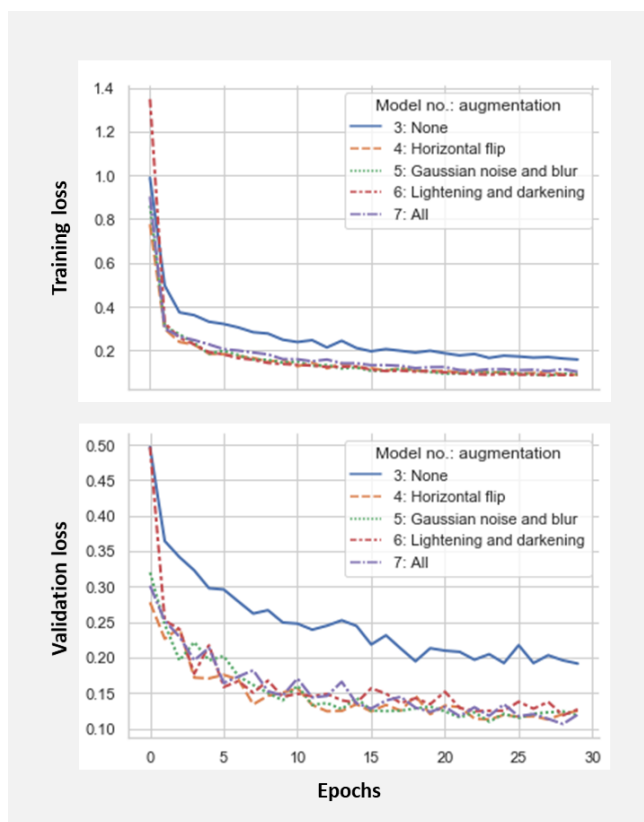 Training loss
1.4
1.2
1.0
0.8
0.6
0.4
0.2
Model no.: augmentation
3: None
4: Horizontal flip
5: Gaussian noise and blur
6: Lightening and darkening
7: All
Validation loss
0.50
0.45
0.40
0.35
0.30
0.25
0.20
0.15
0.10
Model no.: augmentation
3: None
4: Horizontal flip
5: Gaussian noise and blur
6: Lightening and darkening
7: All
0 5 10 15 20 25 30
Epochs